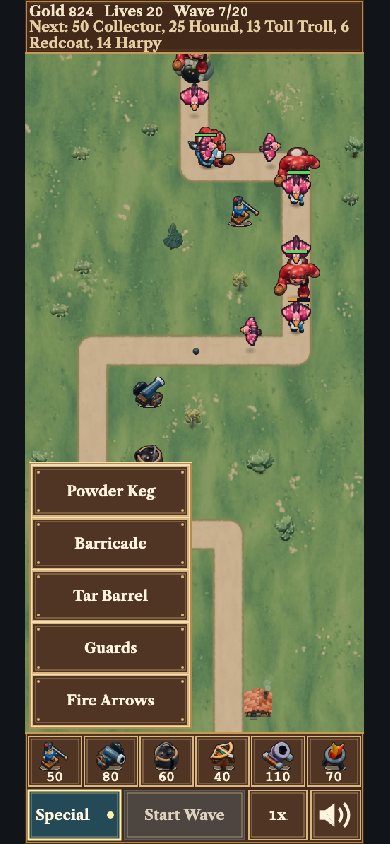 Gold 824 Lives 20 Wave 7/20
Next: 50 Collector, 25 Hound, 13 Toll Troll, 6
Redcoat, 14 Harpy
Powder Keg
Barricade
Tar Barrel
Guards
Fire Arrows
50 80 60 40 110 70
Special Start Wave 1x